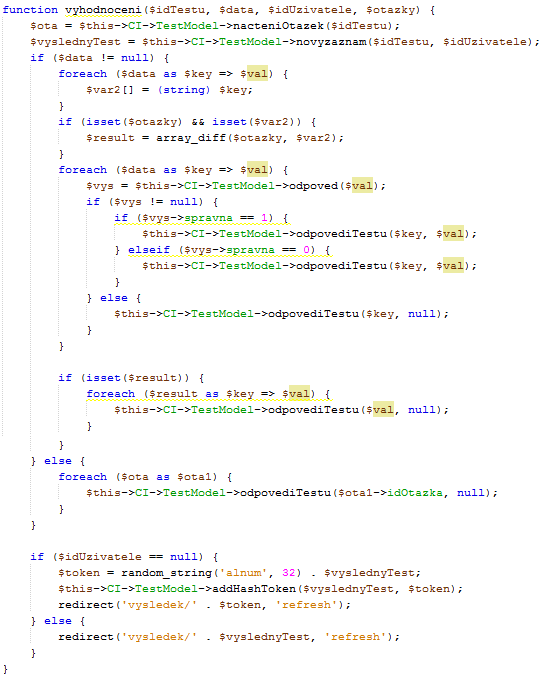 function vyhodnoceni($idTestu, $data, $idUzivatele, $otazky) {
    $ota = $this->CI->TestModel->nacteniOtazek($idTestu);
    $vyslednyTest = $this->CI->TestModel->novyzaznam($idTestu, $idUzivatele);
    if ($data != null) {
        foreach ($data as $key => $val) {
            $var2[] = (string) $key;
        }
        if (isset($otazky) && isset($var2)) {
            $result = array_diff($otazky, $var2);
        }
        foreach ($data as $key => $val) {
            $vys = $this->CI->TestModel->odpoved($val);
            if ($vys != null) {
                if ($vys->spravna == 1) {
                    $this->CI->TestModel->odpovediTestu($key, $val);
                } elseif ($vys->spravna == 0) {
                    $this->CI->TestModel->odpovediTestu($key, $val);
                }
            } else {
                $this->CI->TestModel->odpovediTestu($key, null);
            }
        }

        if (isset($result)) {
            foreach ($result as $key => $val) {
                $this->CI->TestModel->odpovediTestu($val, null);
            }
        }
    } else {
        foreach ($ota as $ota1) {
            $this->CI->TestModel->odpovediTestu($ota1->idOtazka, null);
        }
    }

    if ($idUzivatele == null) {
        $token = random_string('alnum', 32) . $vyslednyTest;
        $this->CI->TestModel->addHashToken($vyslednyTest, $token);
        redirect('vysledek/' . $token, 'refresh');
    } else {
        redirect('vysledek/' . $vyslednyTest, 'refresh');
    }
}